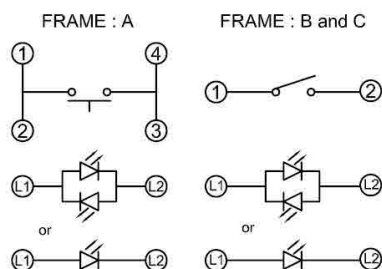 FRAME : A FRAME : B and C
1 4
1 2
2 3
L1 L2 L1 L2
or or
L1 L2 L1 L2